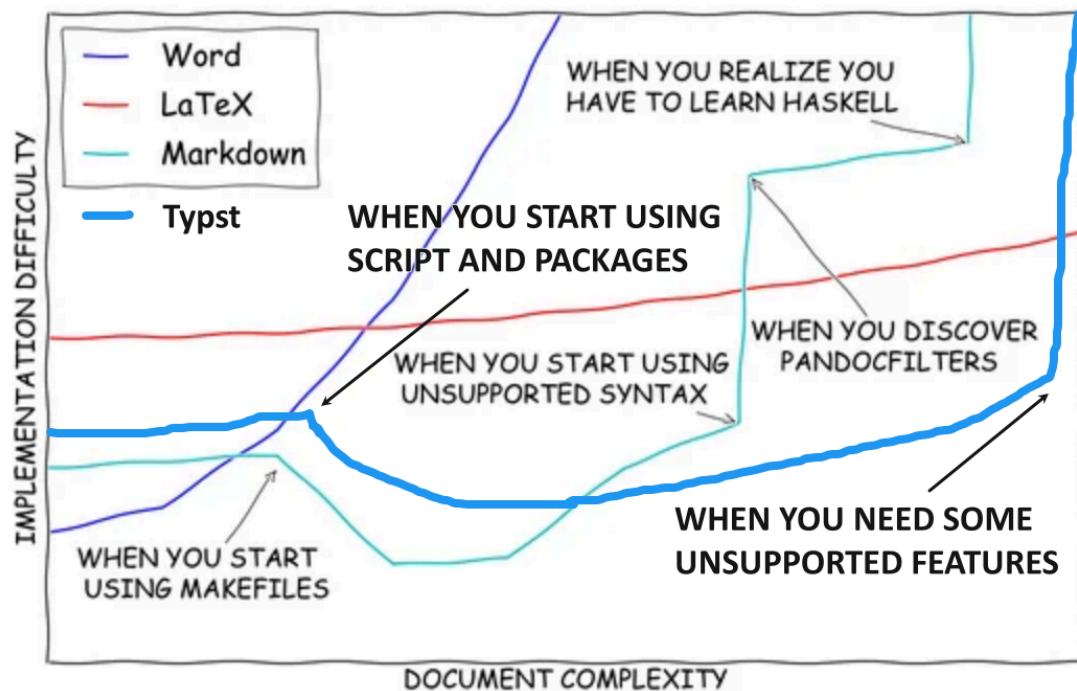 Word
LaTeX
Markdown
Typst
WHEN YOU REALIZE YOU
HAVE TO LEARN HASKELL
WHEN YOU START USING
SCRIPT AND PACKAGES
WHEN YOU DISCOVER
PANDOCFILTERS
WHEN YOU START USING
UNSUPPORTED SYNTAX
WHEN YOU NEED SOME
UNSUPPORTED FEATURES
WHEN YOU START
USING MAKEFILES
IMPLEMENTATION DIFFICULTY
DOCUMENT COMPLEXITY